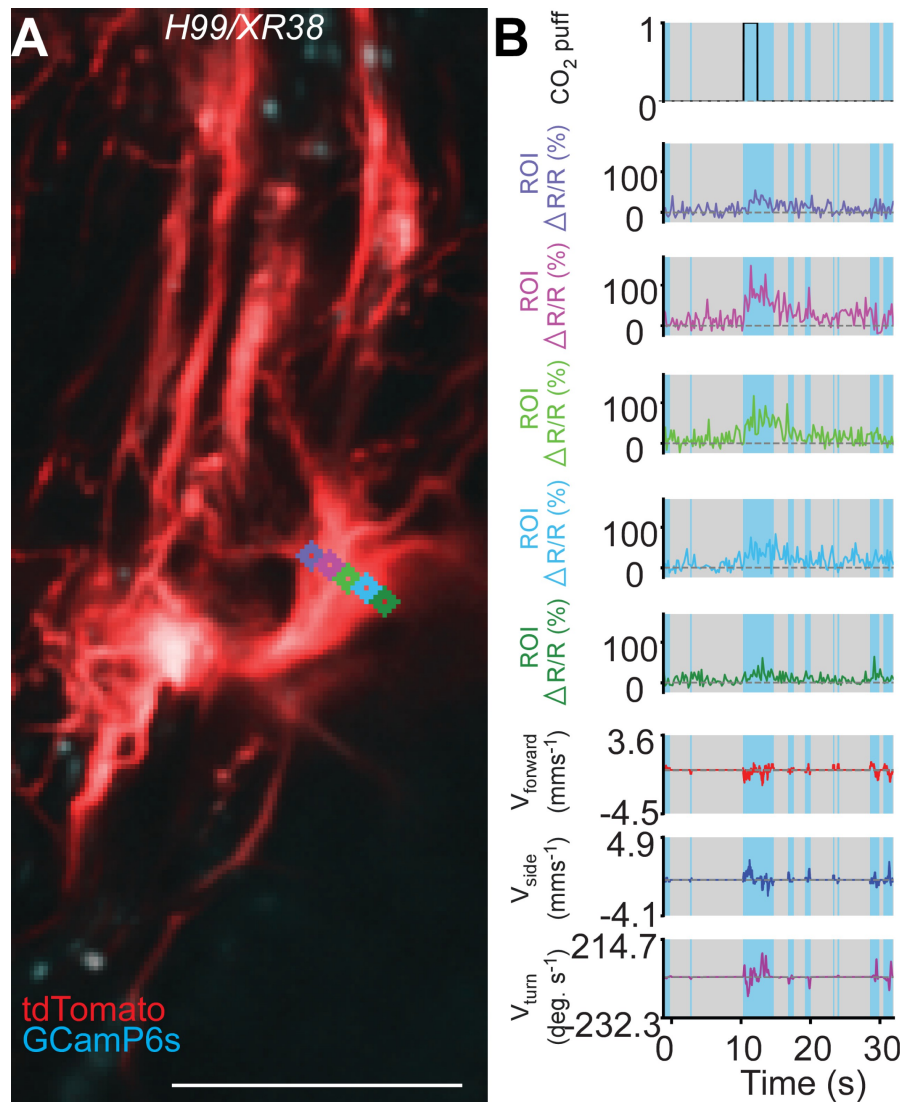 A
H99/XR38
tdTomato
GCamP6s
B
CO2 puff
1
0
ROI
ΔR/R (%)
100
0
ROI
ΔR/R (%)
100
0
ROI
ΔR/R (%)
100
0
ROI
ΔR/R (%)
100
0
ROI
ΔR/R (%)
100
0
Vforward
(mms-1)
3.6
-4.5
Vside
(mms-1)
4.9
-4.1
Vturn
(deg. s-1)
214.7
-232.3
0 10 20 30
Time (s)